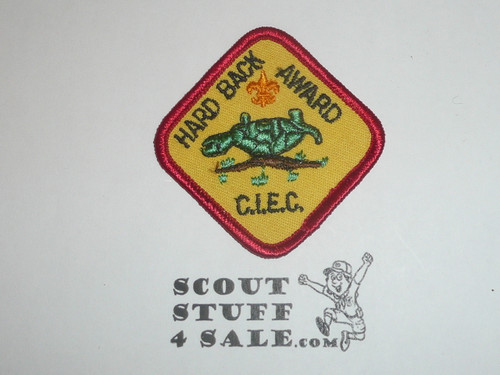 HARD BACK AWARD
C.I.E.C.
SCOUT
STUFF
4 SALE.COM